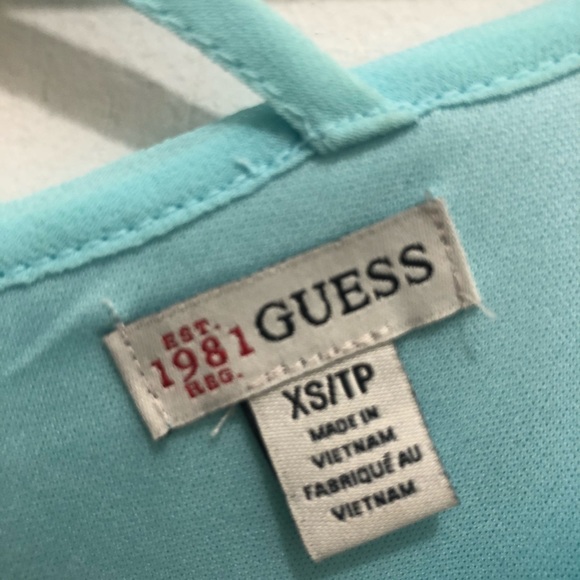 EST.
1981
REG.
GUESS
XS/TP
MADE IN
VIETNAM
FABRIQUÉ AU
VIETNAM